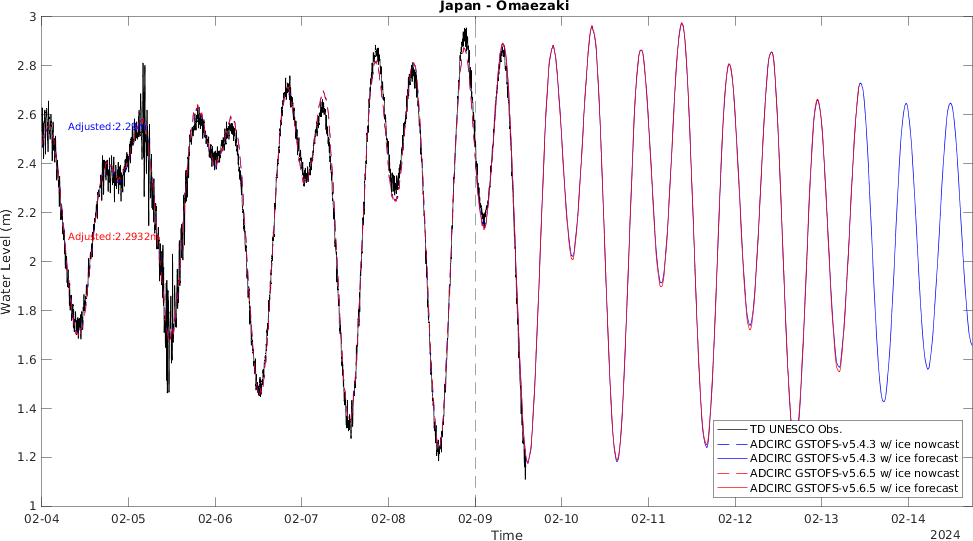 Japan - Omaezaki
3
2.8
2.6
2.4
2.2
2
1.8
1.6
1.4
1.2
1
Water Level (m)
Adjusted:2.29
Adjusted:2.2932m
TD UNESCO Obs.
ADCIRC GSTOFS-v5.4.3 w/ ice nowcast
ADCIRC GSTOFS-v5.4.3 w/ ice forecast
ADCIRC GSTOFS-v5.6.5 w/ ice nowcast
ADCIRC GSTOFS-v5.6.5 w/ ice forecast
02-04 02-05 02-06 02-07 02-08 02-09 02-10 02-11 02-12 02-13 02-14
Time
2024